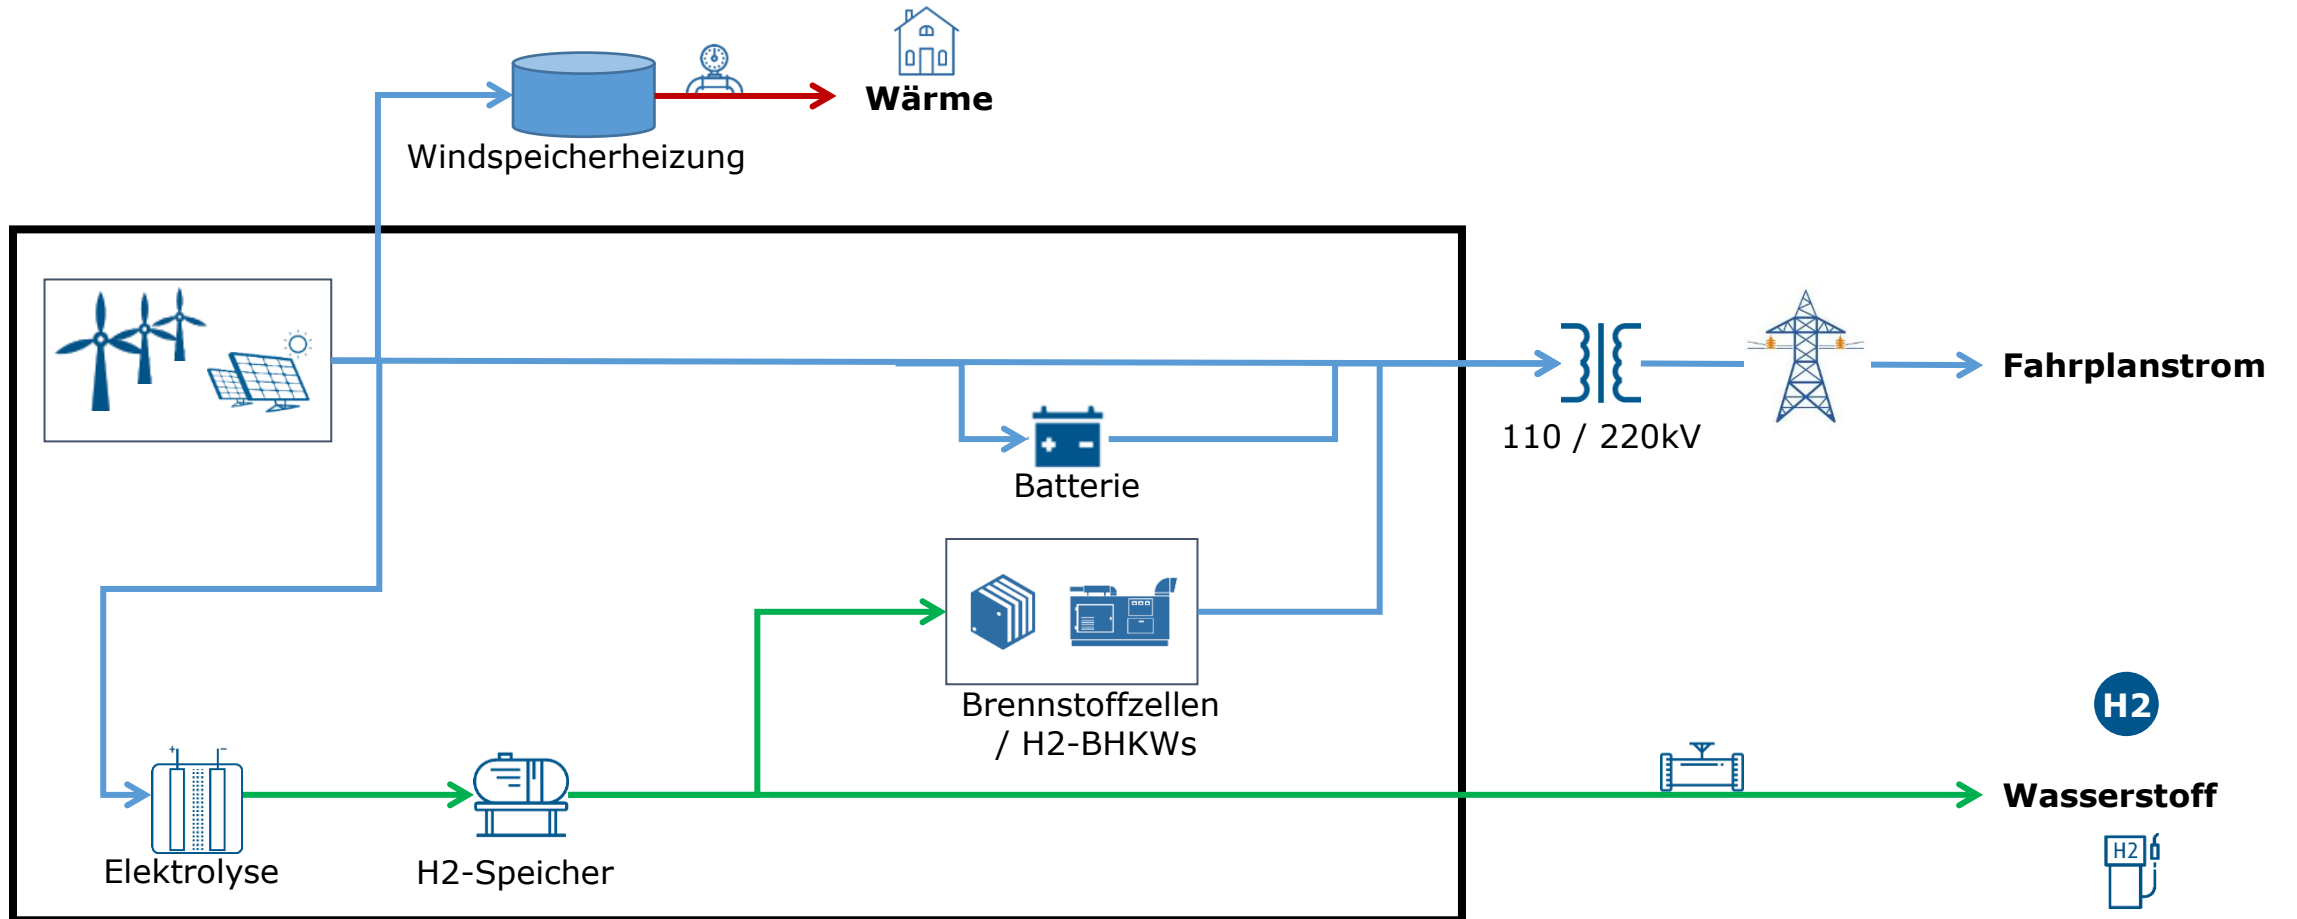 Wärme
Windspeicherheizung
Fahrplanstrom
110 / 220kV
+ -
Batterie
Brennstoffzellen
/ H2-BHKWs
H2
+ -
Wasserstoff
H2
Elektrolyse
H2-Speicher